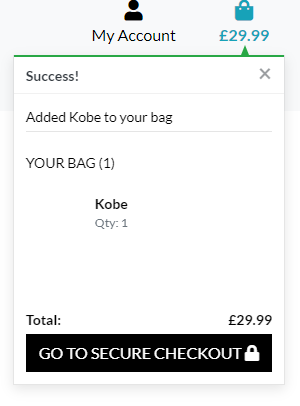 My Account
£29.99
Success!
×
Added Kobe to your bag
YOUR BAG (1)
Kobe
Qty: 1
Total: £29.99
GO TO SECURE CHECKOUT